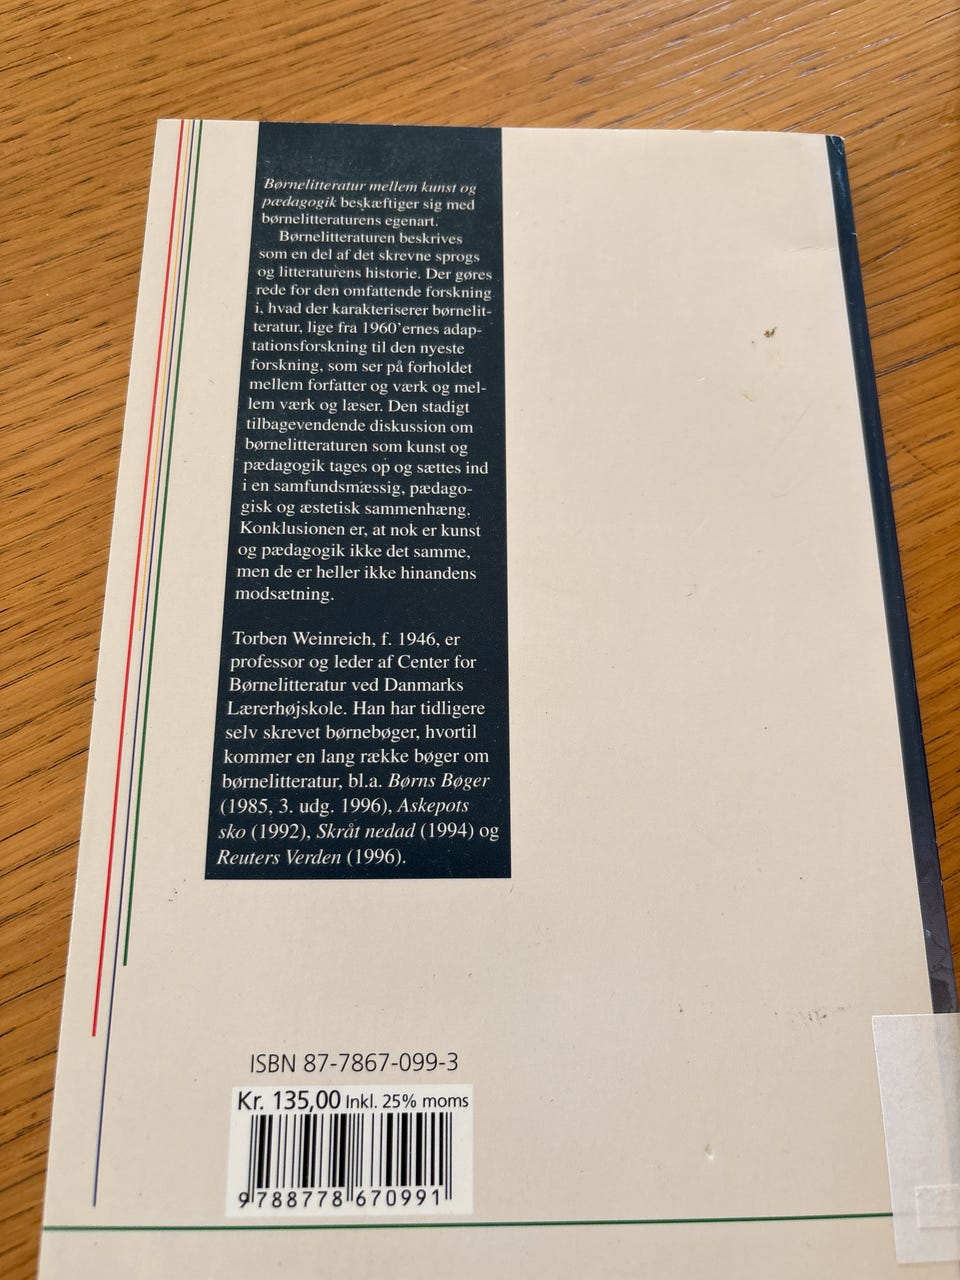 Børnelitteratur mellem kunst og
pædagogik beskæftiger sig med
børnelitteraturens egenart.
Børnelitteraturen beskrives
som en del af det skrevne sprogs
og litteraturens historie. Der gøres
rede for den omfattende forskning
i, hvad der karakteriserer børnelit-
teratur, lige fra 1960'ernes adap-
tationsforskning til den nyeste
forskning, som ser på forholdet
mellem forfatter og værk og mel-
lem værk og læser. Den stadigt
tilbagevendende diskussion om
børnelitteraturen som kunst og
pædagogik tages op og sættes ind
i en samfundsmæssig, pædago-
gisk og æstetisk sammenhæng.
Konklusionen er, at nok er kunst
og pædagogik ikke det samme,
men de er heller ikke hinandens
modsætning.
Torben Weinreich, f. 1946, er
professor og leder af Center for
Børnelitteratur ved Danmarks
Lærerhøjskole. Han har tidligere
selv skrevet børnebøger, hvortil
kommer en lang række bøger om
børnelitteratur, bl.a. Børns Bøger
(1985, 3. udg. 1996), Askepots
sko (1992), Skråt nedad (1994) og
Reuters Verden (1996).
ISBN 87-7867-099-3
Kr. 135,00 Inkl. 25% moms
9788778670991